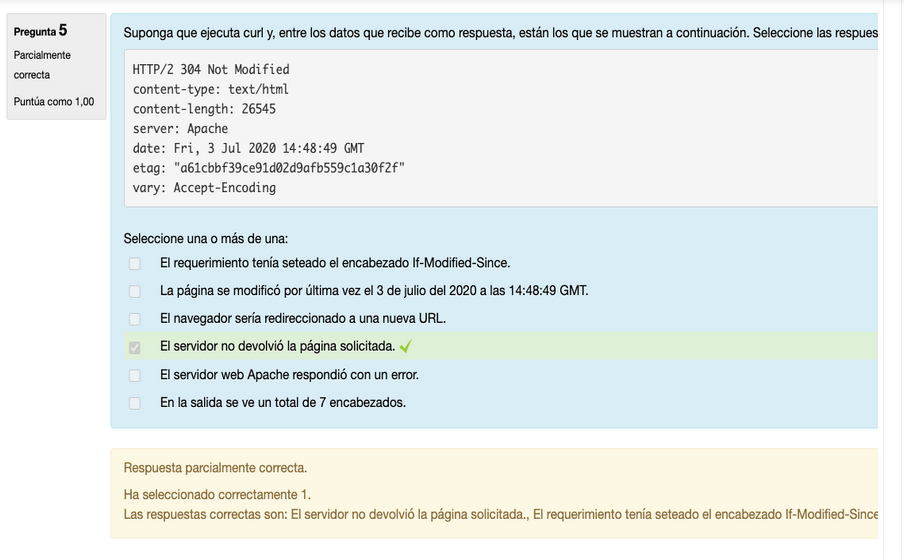 Pregunta 5
Parcialmente
correcta
Puntúa como 1,00
Suponga que ejecuta curl y, entre los datos que recibe como respuesta, están los que se muestran a continuación. Seleccione las respues
HTTP/2 304 Not Modified
content-type: text/html
content-length: 26545
server: Apache
date: Fri, 3 Jul 2020 14:48:49 GMT
etag: "a61cbbf39ce91d02d9afb559c1a30f2f"
vary: Accept-Encoding
Seleccione una o más de una:
El requerimiento tenía seteado el encabezado If-Modified-Since.
La página se modificó por última vez el 3 de julio del 2020 a las 14:48:49 GMT.
El navegador sería redireccionado a una nueva URL.
El servidor no devolvió la página solicitada.
El servidor web Apache respondió con un error.
En la salida se ve un total de 7 encabezados.
Respuesta parcialmente correcta.
Ha seleccionado correctamente 1.
Las respuestas correctas son: El servidor no devolvió la página solicitada., El requerimiento tenía seteado el encabezado If-Modified-Since